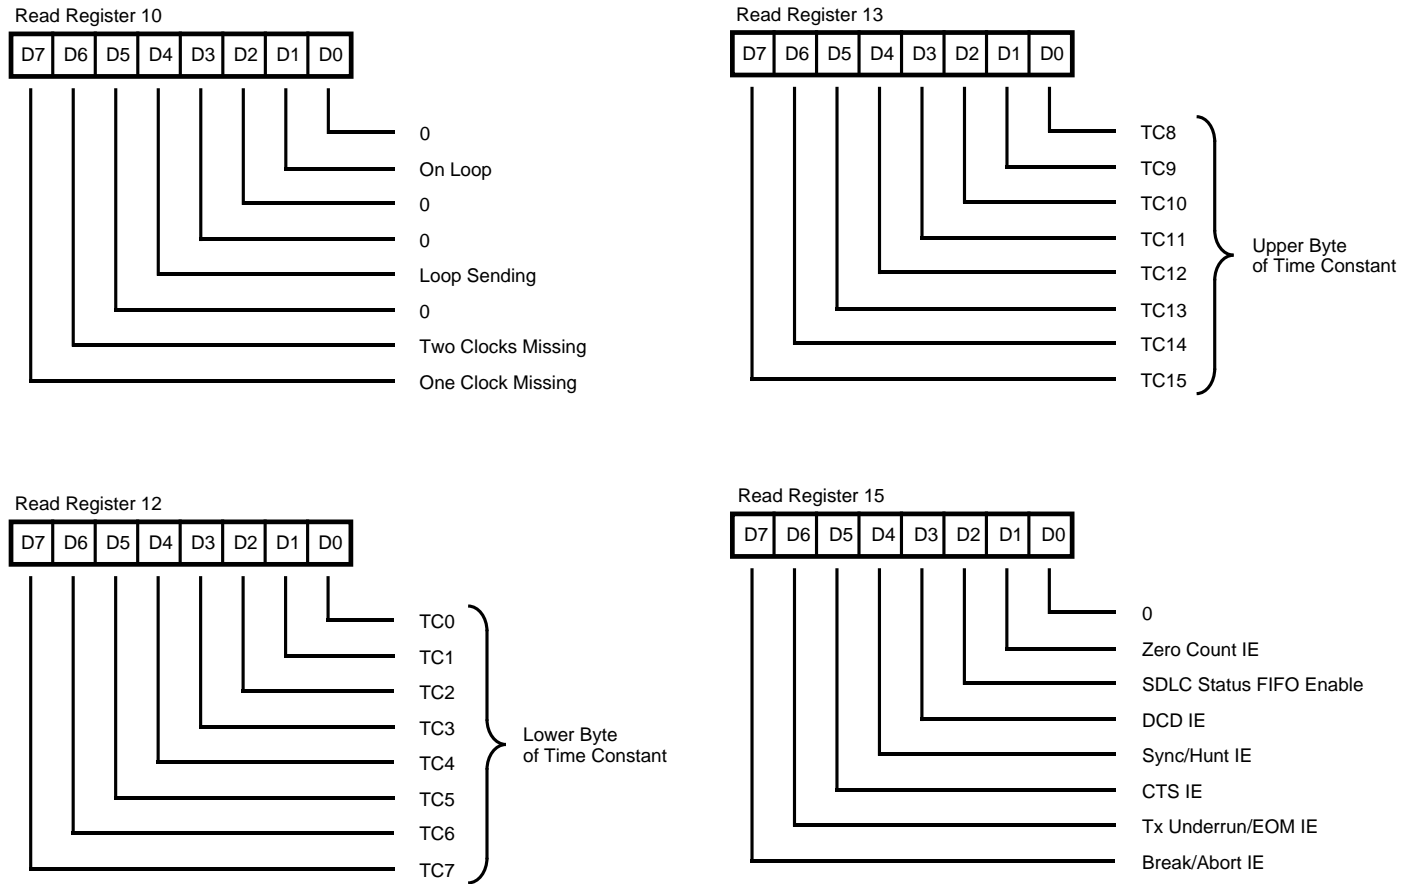 Read Register 10
D7 D6 D5 D4 D3 D2 D1 D0
0
On Loop
0
0
Loop Sending
0
Two Clocks Missing
One Clock Missing
Read Register 13
D7 D6 D5 D4 D3 D2 D1 D0
TC8
TC9
TC10
TC11
TC12
TC13
TC14
TC15
Upper Byte
of Time Constant
Read Register 12
D7 D6 D5 D4 D3 D2 D1 D0
TC0
TC1
TC2
TC3
TC4
TC5
TC6
TC7
Lower Byte
of Time Constant
Read Register 15
D7 D6 D5 D4 D3 D2 D1 D0
0
Zero Count IE
SDLC Status FIFO Enable
DCD IE
Sync/Hunt IE
CTS IE
Tx Underrun/EOM IE
Break/Abort IE